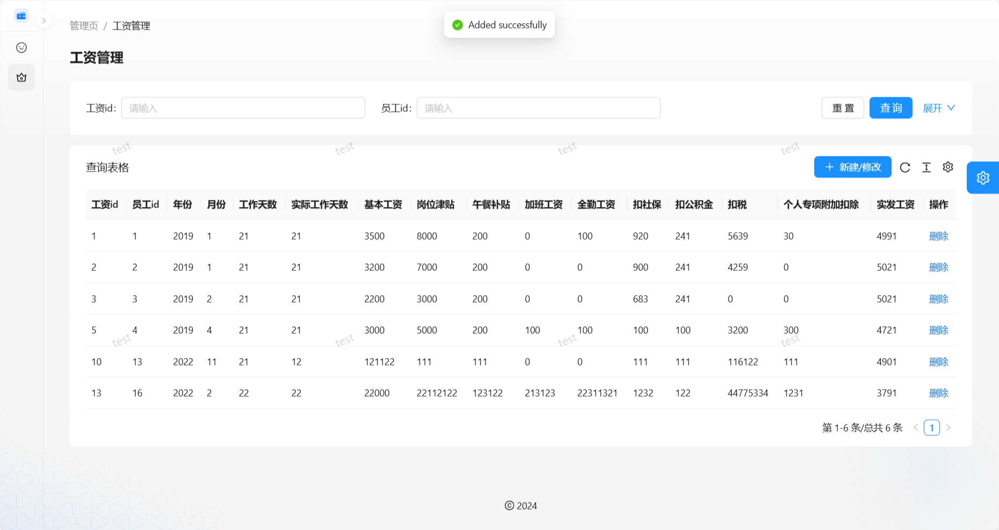 管理页 / 工资管理
Added successfully
工资管理
工资id: 请输入 员工id: 请输入 重 置 查 询 展开
test test test test
查询表格 新建/修改
工资id 员工id 年份 月份 工作天数 实际工作天数 基本工资 岗位津贴 午餐补贴 加班工资 全勤工资 扣社保 扣公积金 扣税 个人专项附加扣除 实发工资 操作
1 1 2019 1 21 21 3500 8000 200 0 100 920 241 5639 30 4991 删除
2 2 2019 1 21 21 3200 7000 200 0 0 900 241 4259 0 5021 删除
3 3 2019 2 21 21 2200 3000 200 0 0 683 241 0 0 5021 删除
5 4 2019 4 21 21 3000 5000 200 100 100 100 100 3200 300 4721 删除
test test test test
10 13 2022 11 21 12 121122 111 111 0 0 111 111 116122 111 4901 删除
13 16 2022 2 22 22 22000 22112122 123122 213123 22311321 1232 122 44775334 1231 3791 删除
第 1-6 条/总共 6 条 < 1 >
© 2024